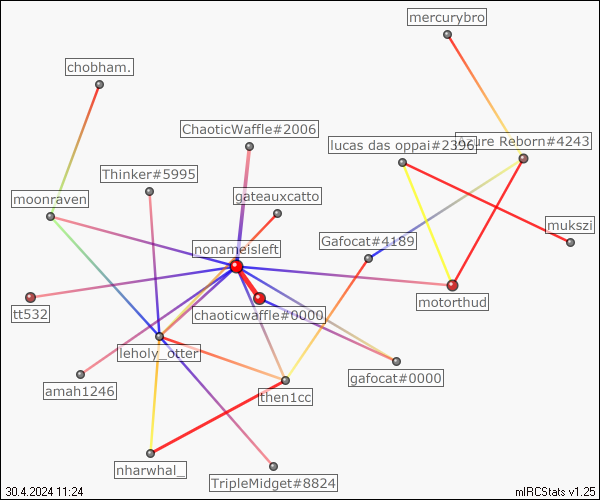 mercurybro
chobham.
ChaoticWaffle#2006
lucas das oppai#2396
Azure Reborn#4243
Thinker#5995
moonraven
gateauxcatto
mukszi
Gafocat#4189
nonameisleft
motorthud
tt532
chaoticwaffle#0000
leholy_otter
gafocat#0000
amah1246
then1cc
nharwhal_
TripleMidget#8824
30.4.2024 11:24
mIRCStats v1.25